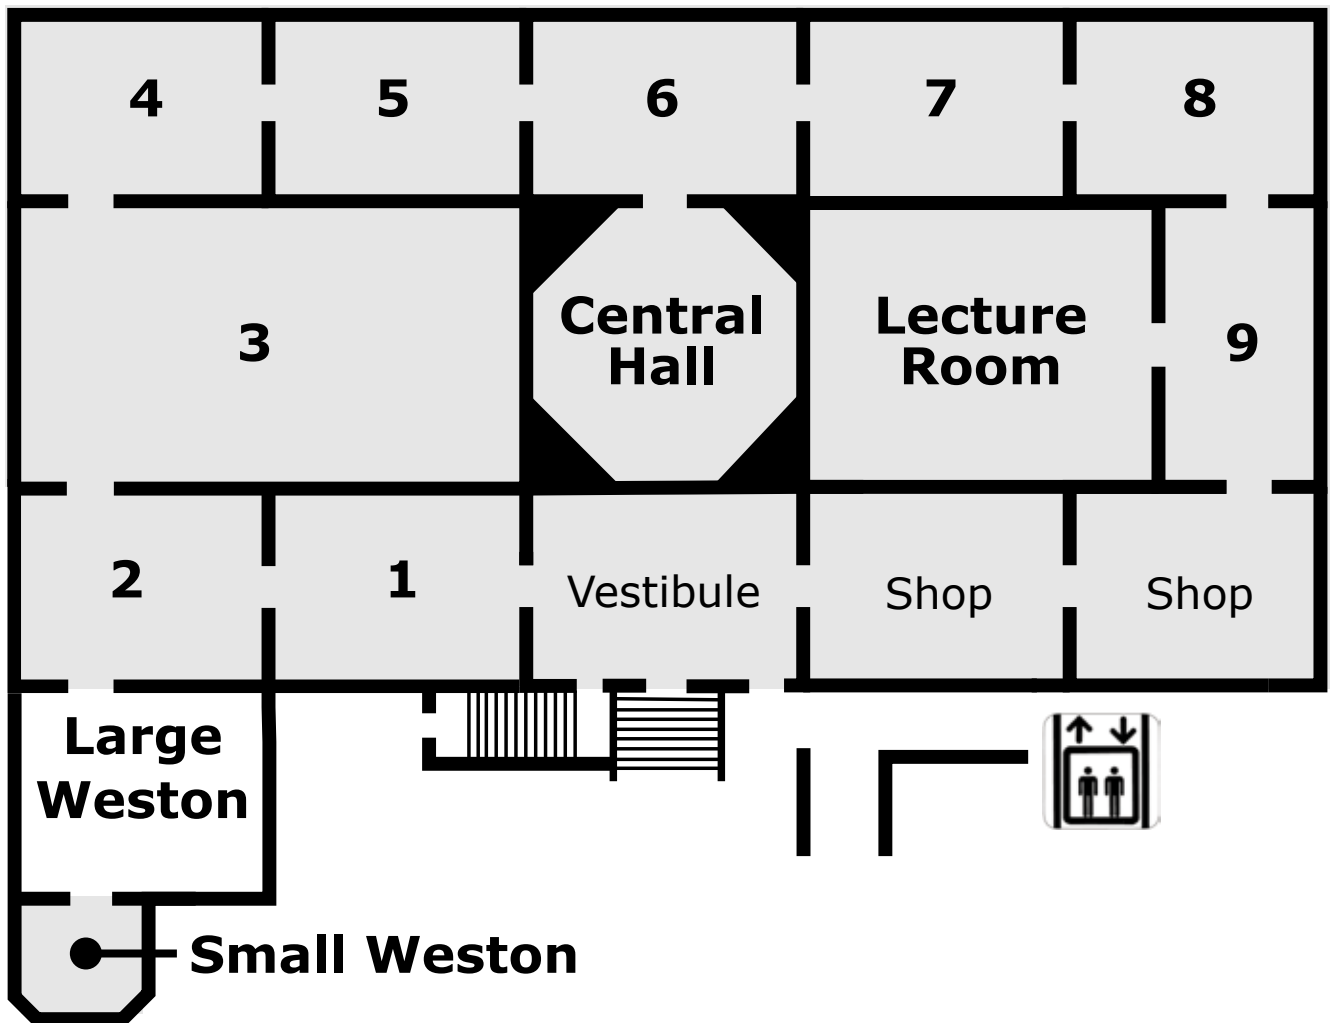 4
5
6
7
8
3
Central
Hall
Lecture
Room
9
2
1
Vestibule
Shop
Shop
Large
Weston
Small Weston